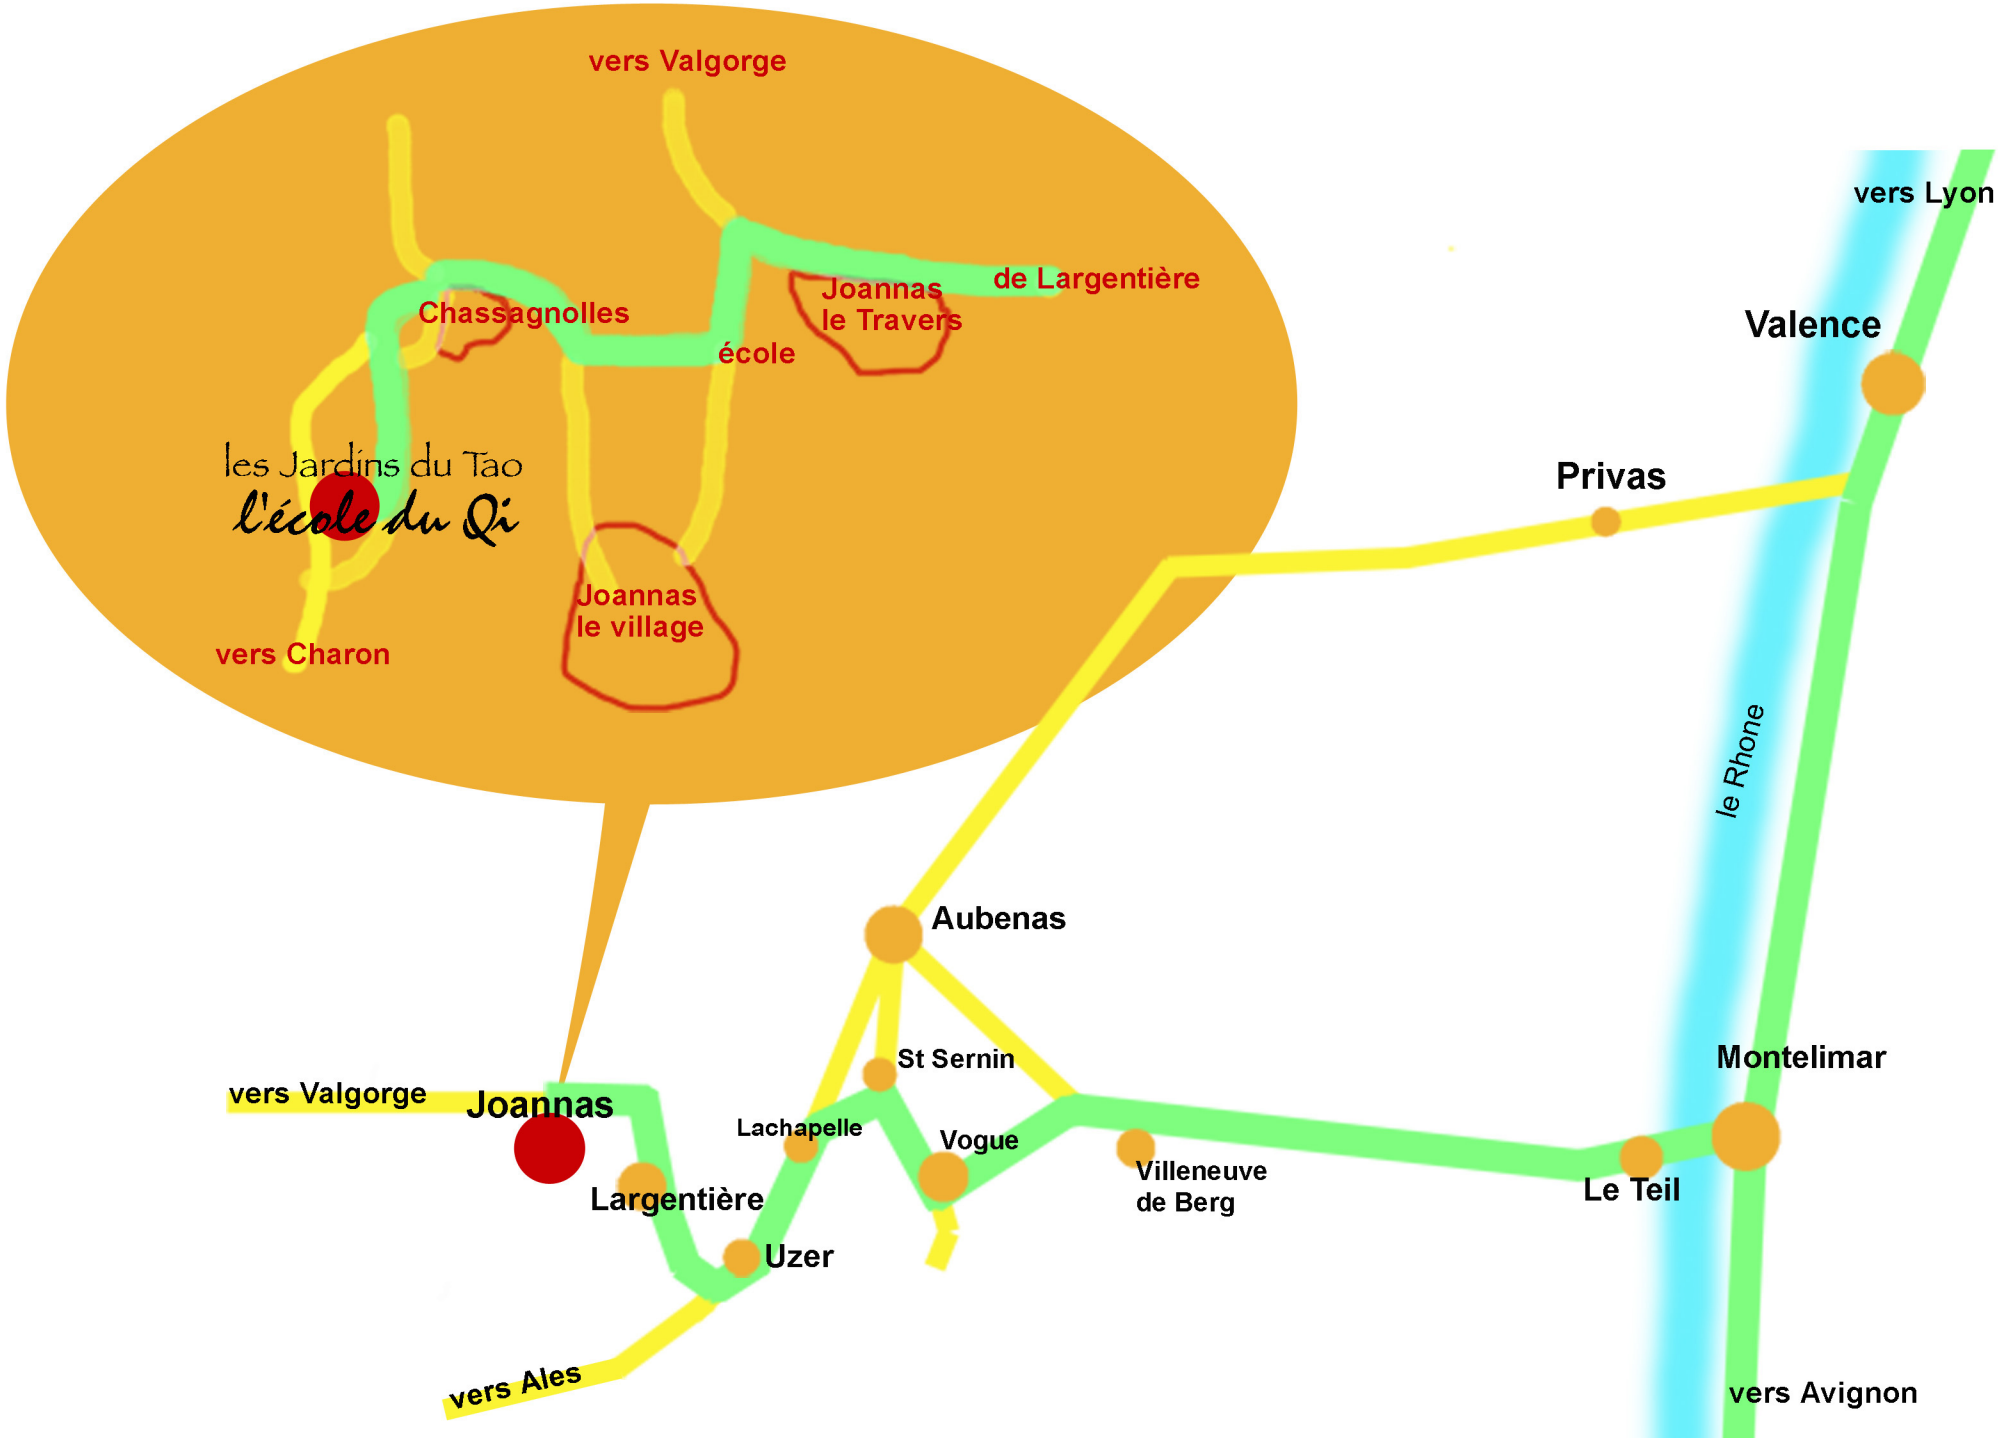 vers Valgorge
vers Lyon
de Largentière
Joannas
le Travers
Chassagnolles
école
Valence
les Jardins du Tao
l'école du Qi
Privas
Joannas
le village
vers Charon
le Rhone
Aubenas
St Sernin
Montelimar
vers Valgorge
Joannas
Lachapelle
Vogue
Villeneuve
de Berg
Le Teil
Largentière
Uzer
vers Ales
vers Avignon